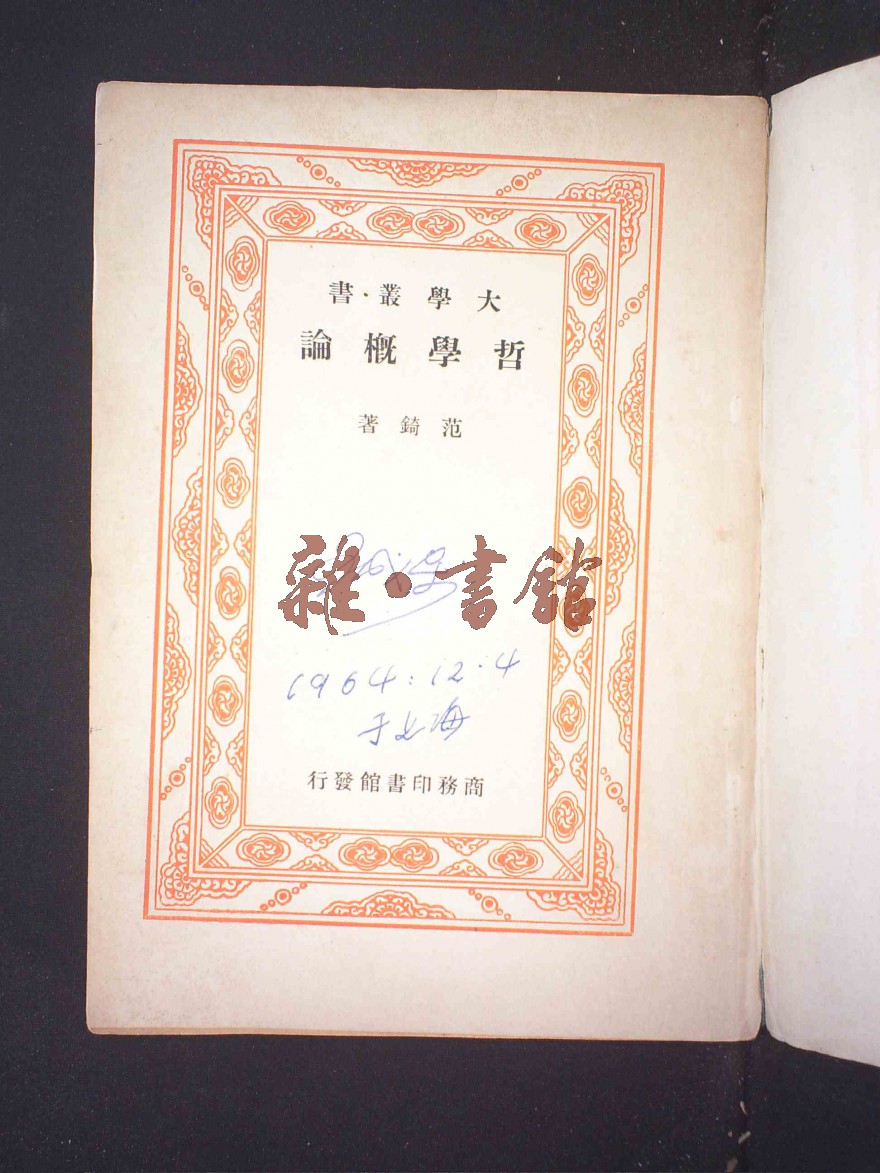 大學叢·書
哲學概論
范錡著
雜·書館
1964.12.4
于上海
商務印書館發行